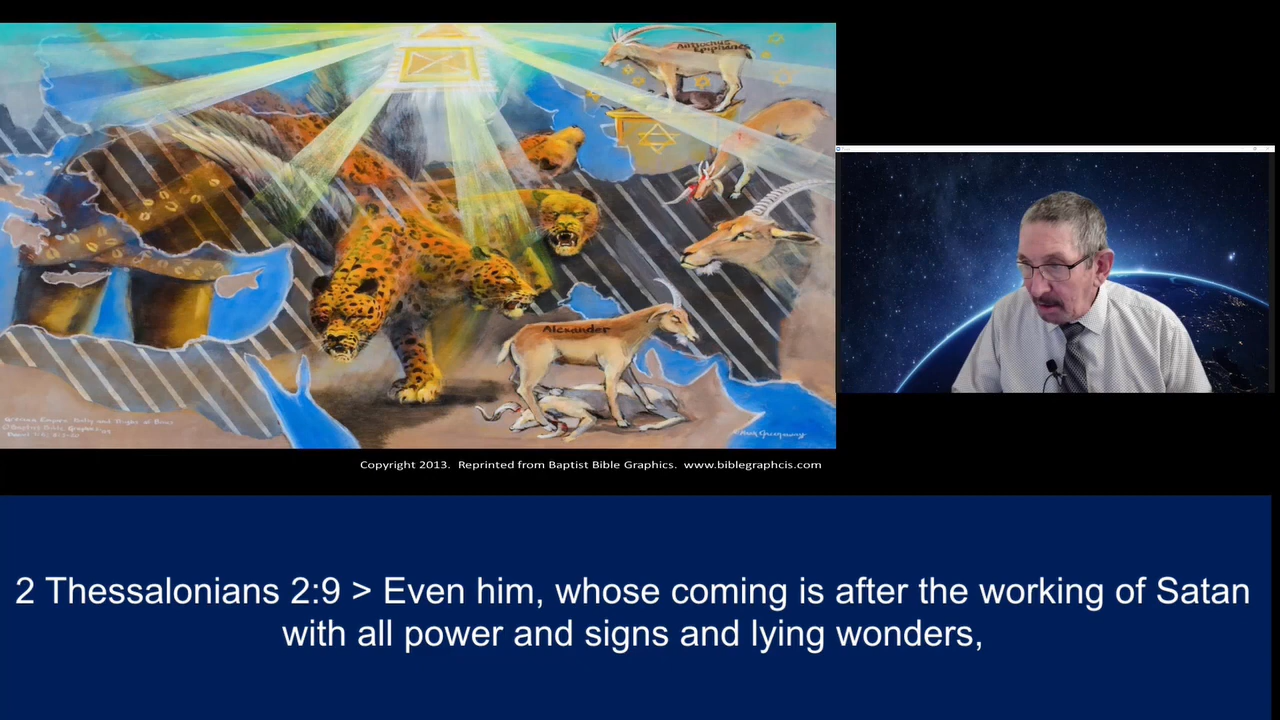 Antiochus
Epiphanes
Alexander
Copyright 2013.  Reprinted from Baptist Bible Graphics.  www.biblegraphcis.com
2 Thessalonians 2:9 > Even him, whose coming is after the working of Satan
with all power and signs and lying wonders,